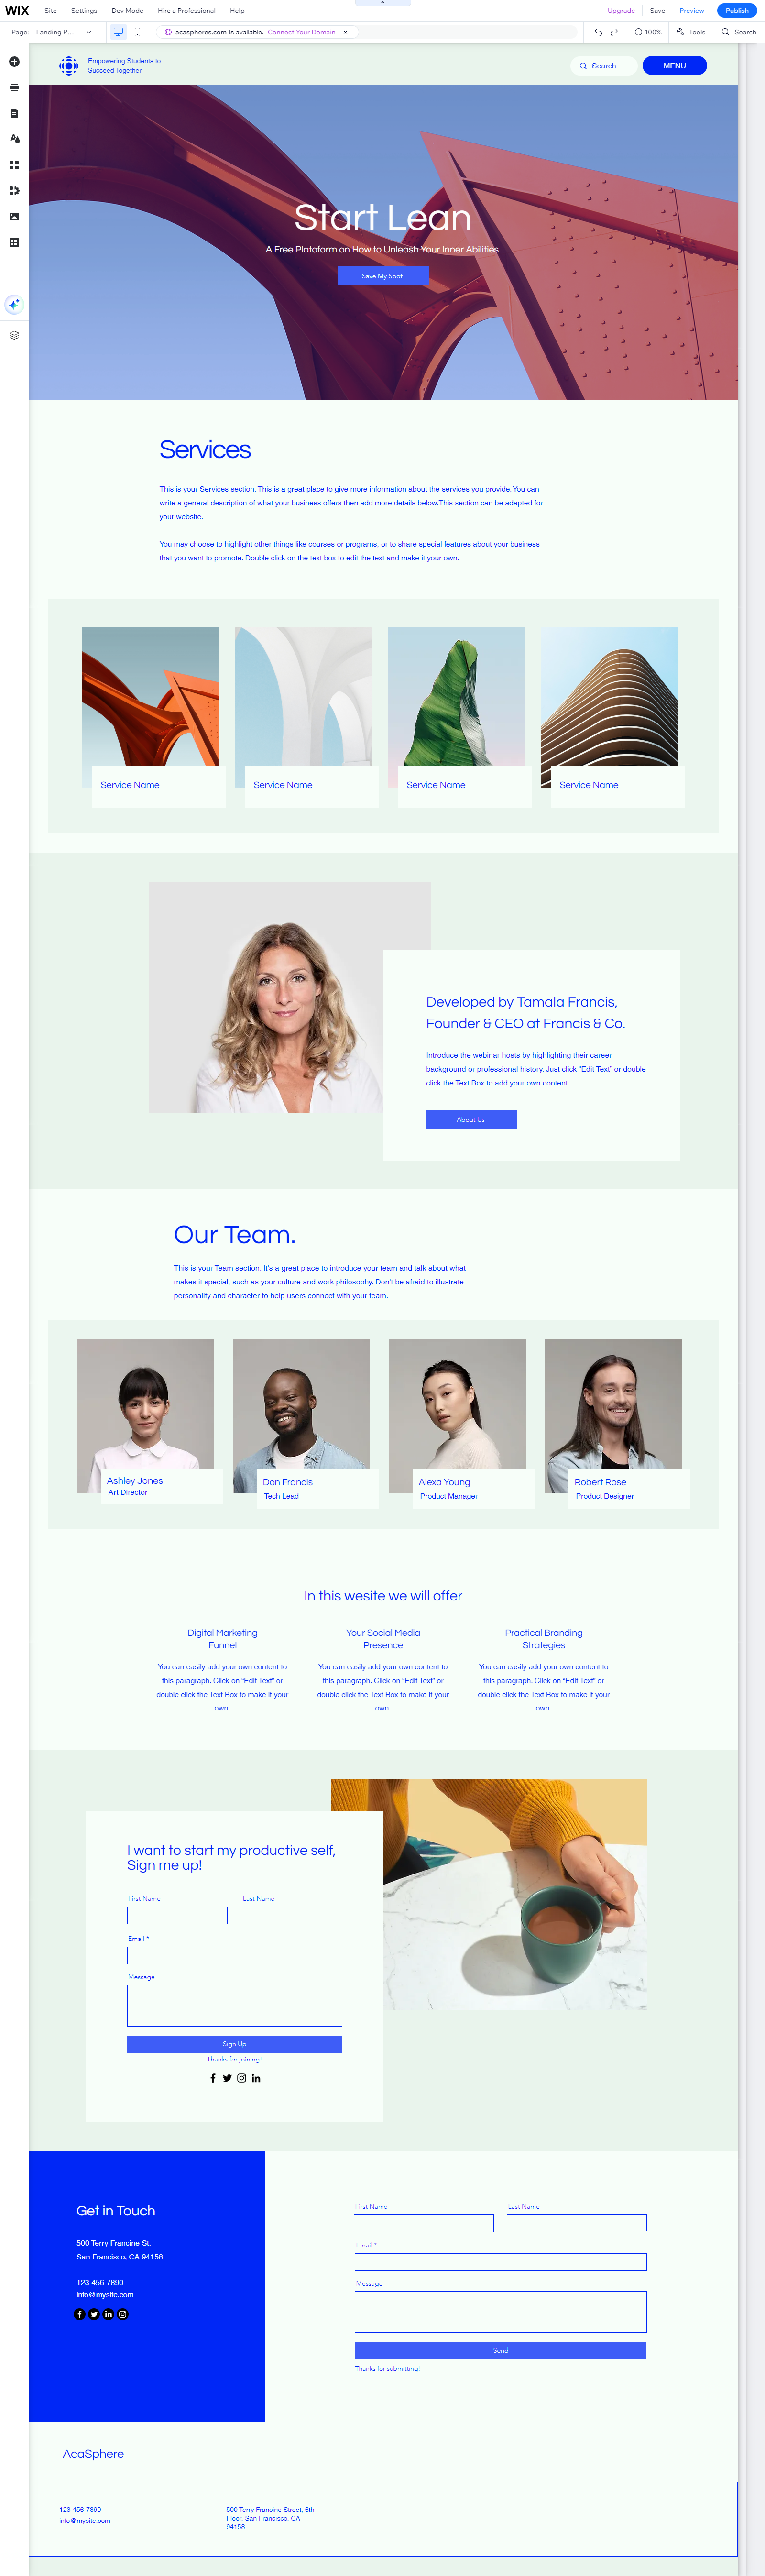 WIX Site Settings Dev Mode Hire a Professional Help Upgrade Save Preview Publish
Page: Landing P... acaspheres.com is available. Connect Your Domain × 100% Tools Search
Empowering Students to
Succeed Together
Search
MENU
Start Lean
A Free Platoform on How to Unleash Your Inner Abilities.
Save My Spot
Services
This is your Services section. This is a great place to give more information about the services you provide. You can
write a general description of what your business offers then add more details below.This section can be adapted for
your website.
You may choose to highlight other things like courses or programs, or to share special features about your business
that you want to promote. Double click on the text box to edit the text and make it your own.
Service Name
Service Name
Service Name
Service Name
Developed by Tamala Francis,
Founder & CEO at Francis & Co.
Introduce the webinar hosts by highlighting their career
background or professional history. Just click “Edit Text” or double
click the Text Box to add your own content.
About Us
Our Team.
This is your Team section. It's a great place to introduce your team and talk about what
makes it special, such as your culture and work philosophy. Don't be afraid to illustrate
personality and character to help users connect with your team.
Ashley Jones
Art Director
Don Francis
Tech Lead
Alexa Young
Product Manager
Robert Rose
Product Designer
In this wesite we will offer
Digital Marketing
Funnel
You can easily add your own content to
this paragraph. Click on “Edit Text” or
double click the Text Box to make it your
own.
Your Social Media
Presence
You can easily add your own content to
this paragraph. Click on “Edit Text” or
double click the Text Box to make it your
own.
Practical Branding
Strategies
You can easily add your own content to
this paragraph. Click on “Edit Text” or
double click the Text Box to make it your
own.
I want to start my productive self,
Sign me up!
First Name Last Name
Email *
Message
Sign Up
Thanks for joining!
Get in Touch
500 Terry Francine St.
San Francisco, CA 94158
123-456-7890
info@mysite.com
First Name Last Name
Email *
Message
Send
Thanks for submitting!
AcaSphere
123-456-7890
info@mysite.com
500 Terry Francine Street, 6th
Floor, San Francisco, CA
94158